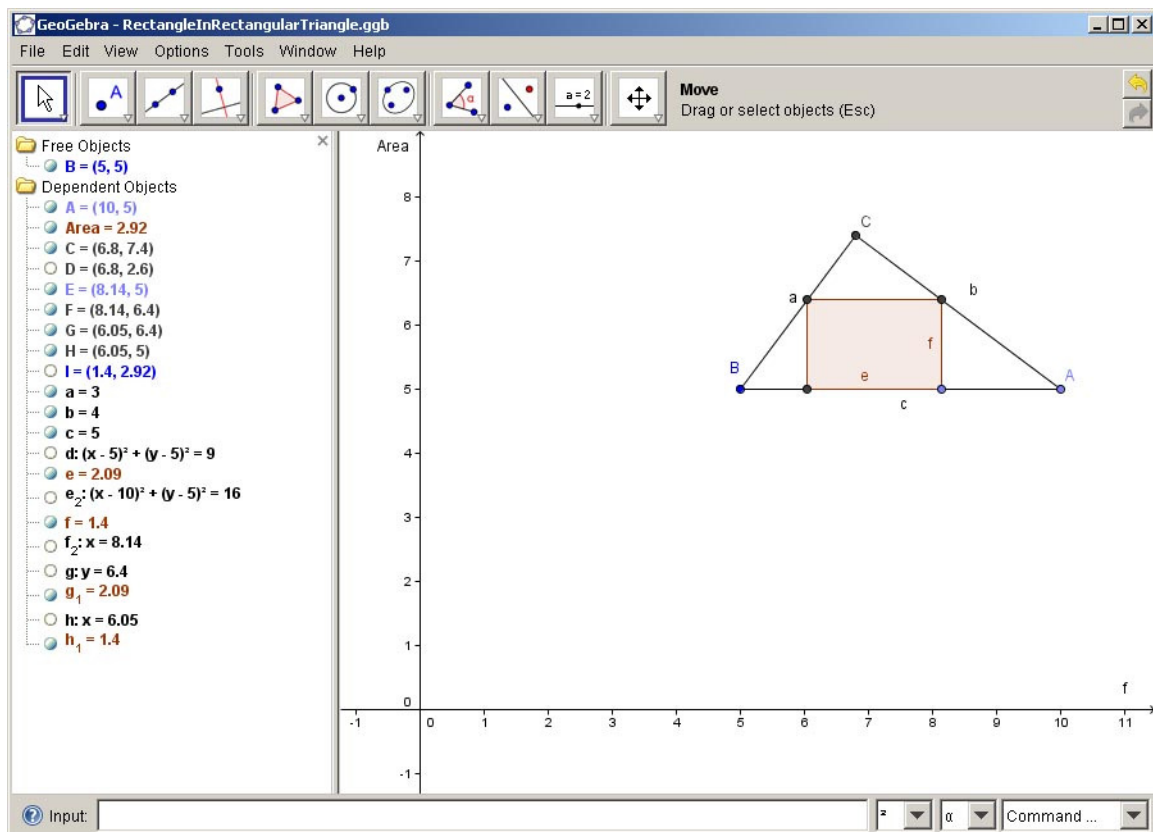 GeoGebra - RectangleInRectangularTriangle.ggb
File Edit View Options Tools Window Help
A
α
a = 2
Move
Drag or select objects (Esc)
Free Objects
B = (5, 5)
Dependent Objects
A = (10, 5)
Area = 2.92
C = (6.8, 7.4)
D = (6.8, 2.6)
E = (8.14, 5)
F = (8.14, 6.4)
G = (6.05, 6.4)
H = (6.05, 5)
I = (1.4, 2.92)
a = 3
b = 4
c = 5
d: (x - 5)² + (y - 5)² = 9
e = 2.09
e₂: (x - 10)² + (y - 5)² = 16
f = 1.4
f₂: x = 8.14
g: y = 6.4
g₁ = 2.09
h: x = 6.05
h₁ = 1.4
Area
8
7
6
5
4
3
2
1
0
-1
C
a
b
f
B
e
A
c
f
-1 0 1 2 3 4 5 6 7 8 9 10 11
Input:
²
α
Command ...